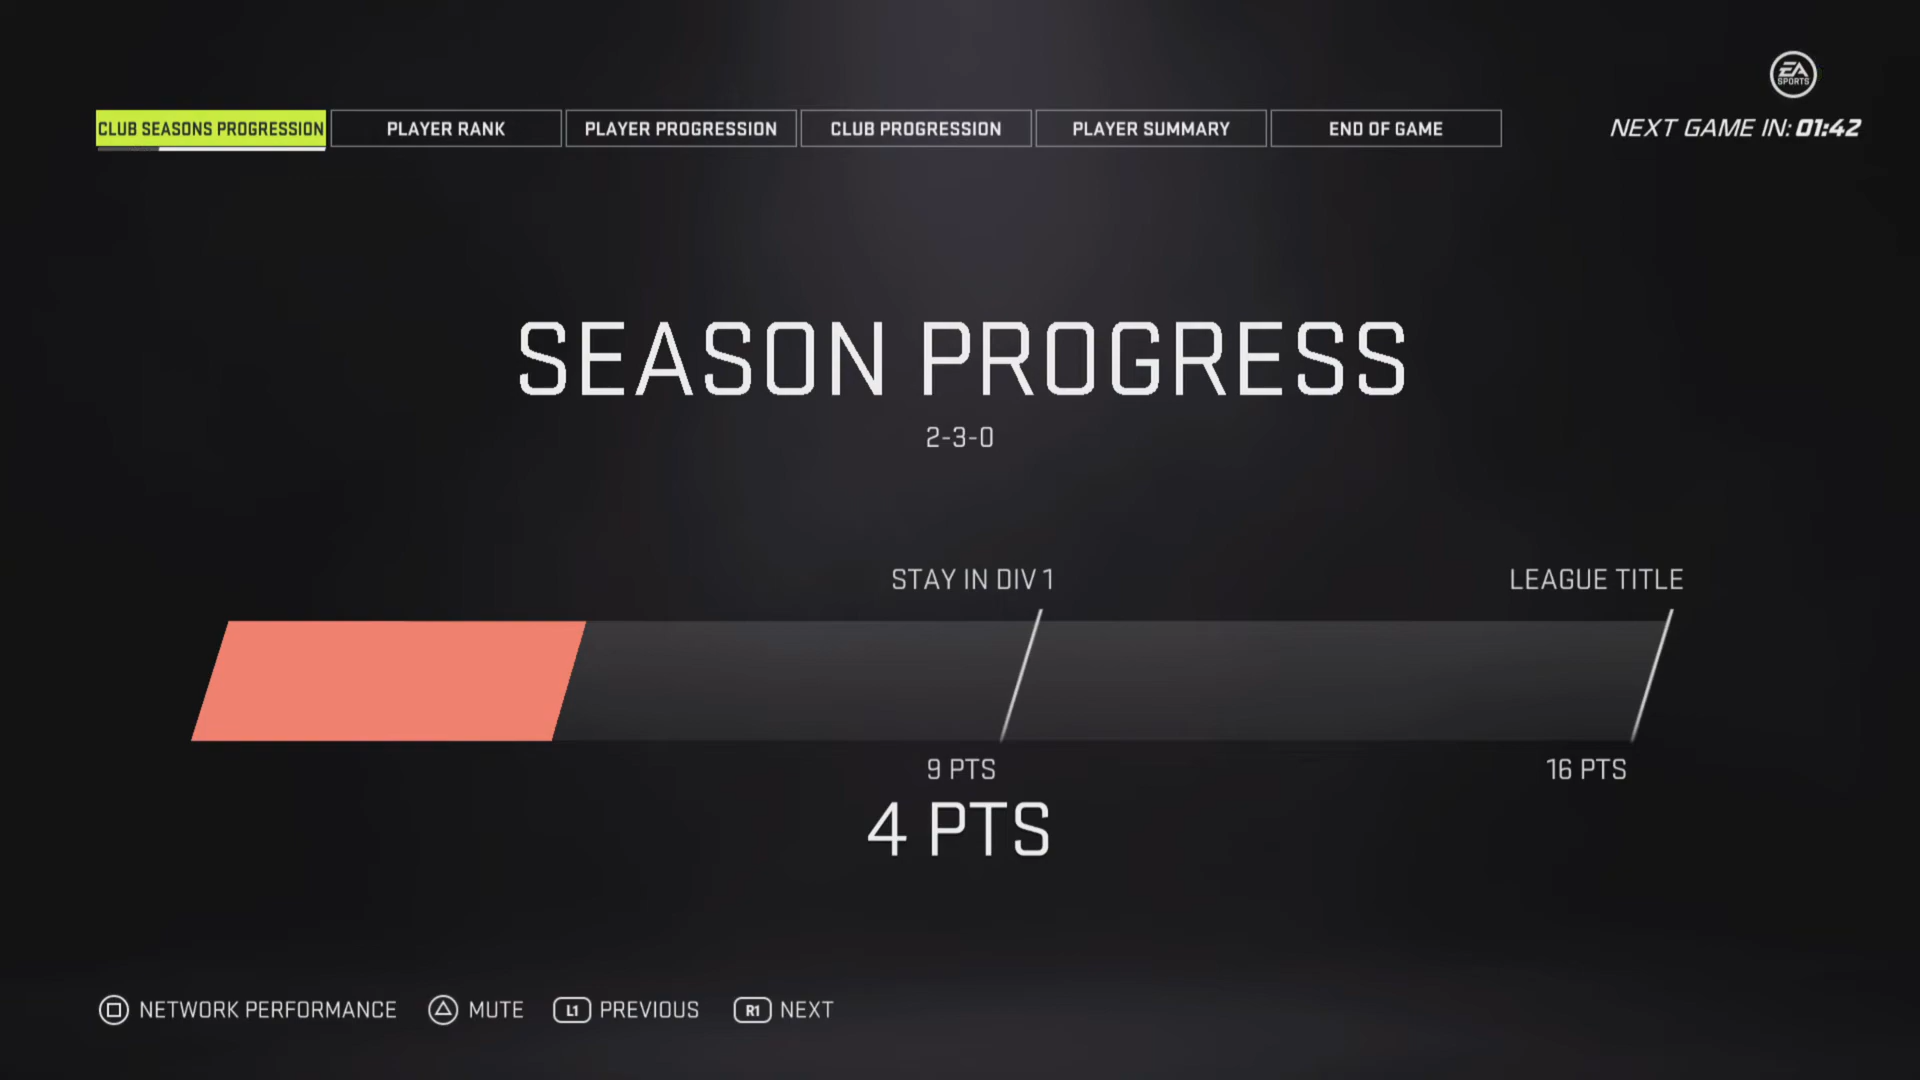 EA
SPORTS
CLUB SEASONS PROGRESSION
PLAYER RANK
PLAYER PROGRESSION
CLUB PROGRESSION
PLAYER SUMMARY
END OF GAME
NEXT GAME IN: 01:42
SEASON PROGRESS
2-3-0
STAY IN DIV 1
LEAGUE TITLE
9 PTS
16 PTS
4 PTS
NETWORK PERFORMANCE
MUTE
L1 PREVIOUS
R1 NEXT